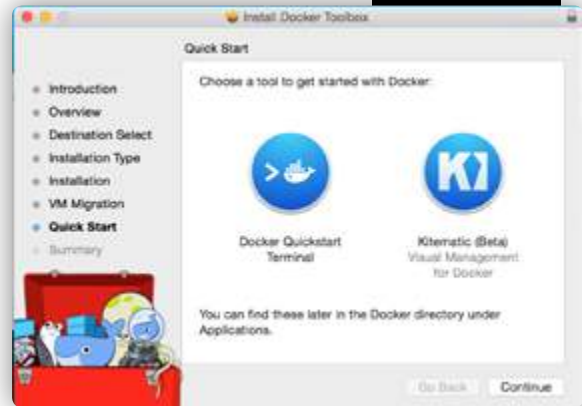 Install Docker Toolbox
Quick Start
Choose a tool to get started with Docker:
Introduction
Overview
Destination Select
Installation Type
Installation
VM Migration
Quick Start
Summary
Docker Quickstart
Terminal
Kitematic (Beta)
Visual Management
for Docker
You can find these later in the Docker directory under
Applications.
Go Back
Continue